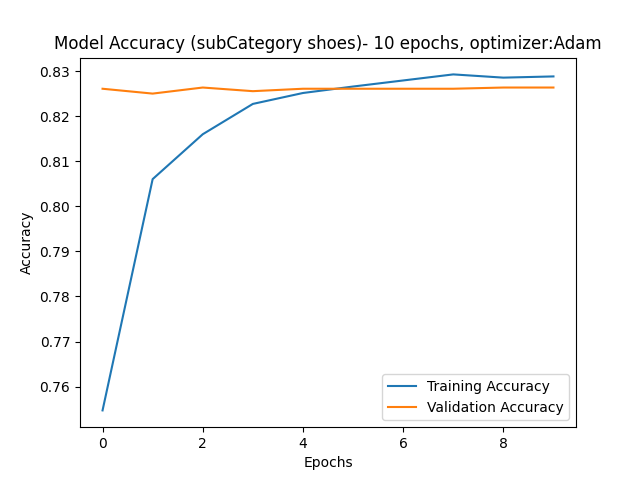 Model Accuracy (subCategory shoes)- 10 epochs, optimizer:Adam
0.83
0.82
0.81
0.80
0.79
0.78
0.77
0.76
Accuracy
Training Accuracy
Validation Accuracy
0 2 4 6 8
Epochs